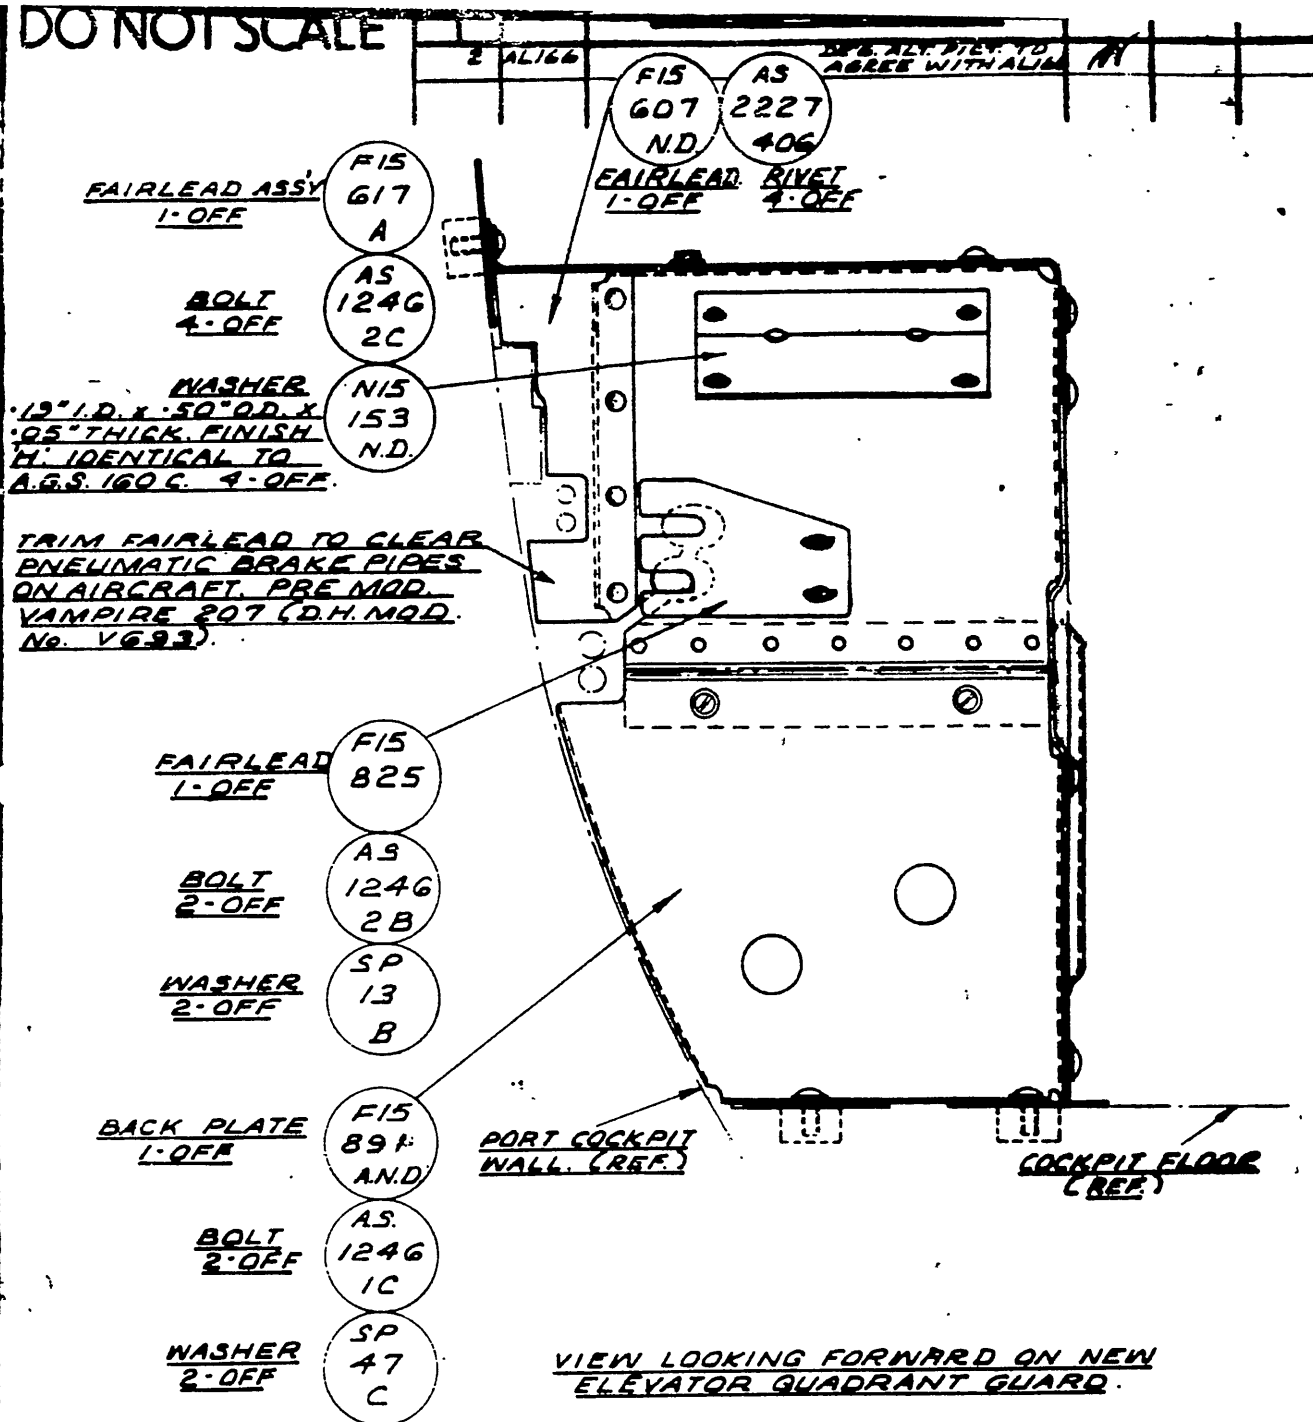 DO NOT SCALE
2 AL166
AGREE WITH AL166
F15
607
N.D.
AS
2227
406
FAIRLEAD
1-OFF
RIVET
4-OFF
FAIRLEAD ASS'Y
1-OFF
F15
617
A
BOLT
4-OFF
AS
1246
2C
WASHER
.19" I.D. x .50" O.D. x
.05" THICK. FINISH
'H'. IDENTICAL TO
A.G.S. 160 C. 4-OFF.
N15
153
N.D.
TRIM FAIRLEAD TO CLEAR
PNEUMATIC BRAKE PIPES
ON AIRCRAFT. PRE MOD.
VAMPIRE 207 (D.H. MOD.
No.
FAIRLEAD
1-OFF
F15
825
BOLT
2-OFF
AS
1246
2B
WASHER
2-OFF
SP
13
B
BACK PLATE
1-OFF
F15
A.N.D.
PORT COCKPIT
WALL. (REF.)
COCKPIT FLOOR
(REF.)
BOLT
2-OFF
A.S.
1246
1C
WASHER
2-OFF
SP
47
C
VIEW LOOKING FORWARD ON NEW
ELEVATOR QUADRANT GUARD.